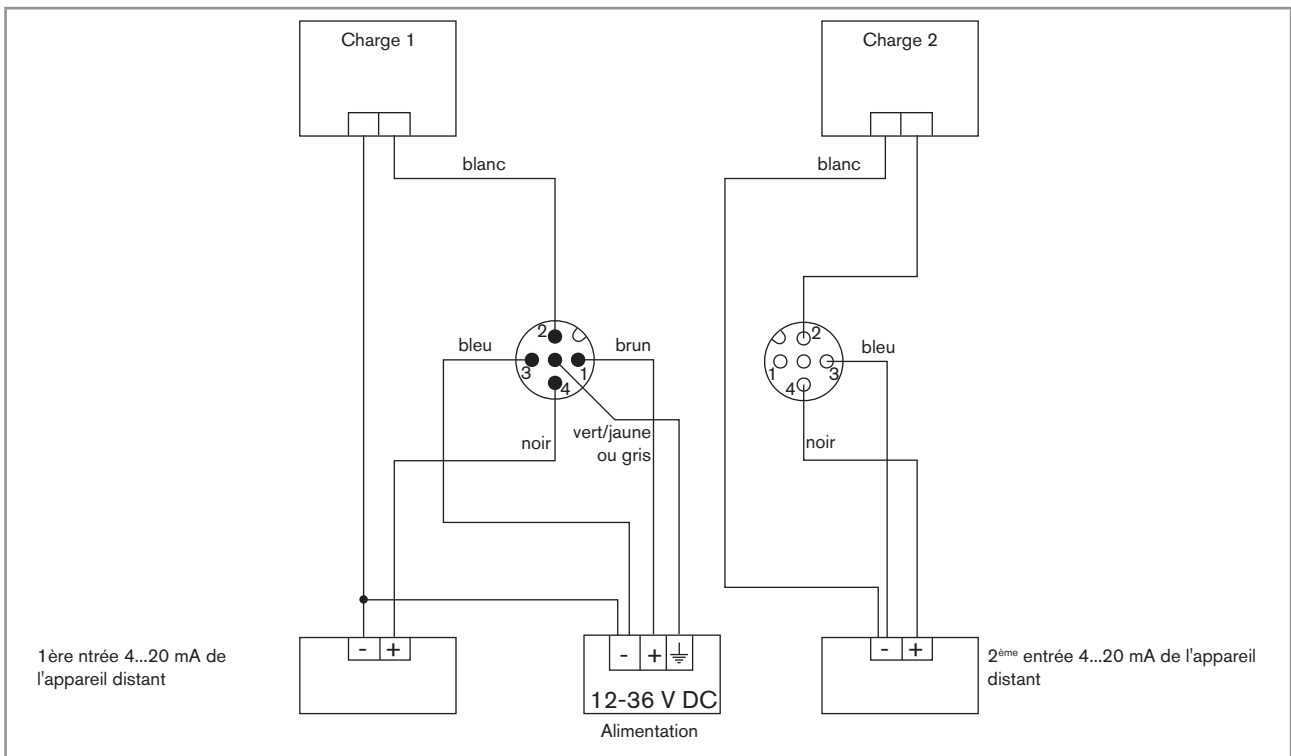 Charge 1
Charge 2
blanc
blanc
2
3
1
4
bleu
brun
noir
vert/jaune
ou gris
2
1
3
4
bleu
noir
1ère ntrée 4...20 mA de
l'appareil distant
- +
- +
12-36 V DC
Alimentation
- +
2ème entrée 4...20 mA de l'appareil
distant